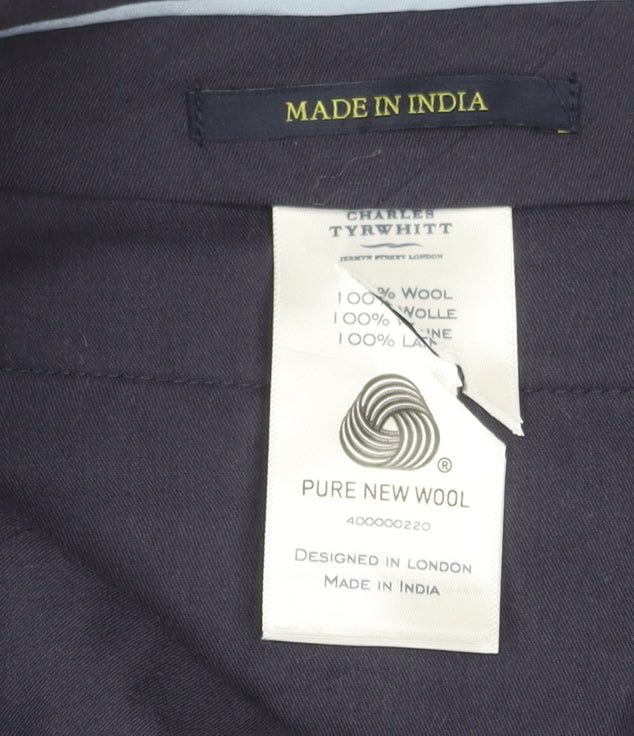 MADE IN INDIA
CHARLES
TYRWHITT
JERMYN STREET LONDON
100% WOOL
100% WOLLE
100%
100%
®
PURE NEW WOOL
400000220
DESIGNED IN LONDON
MADE IN INDIA